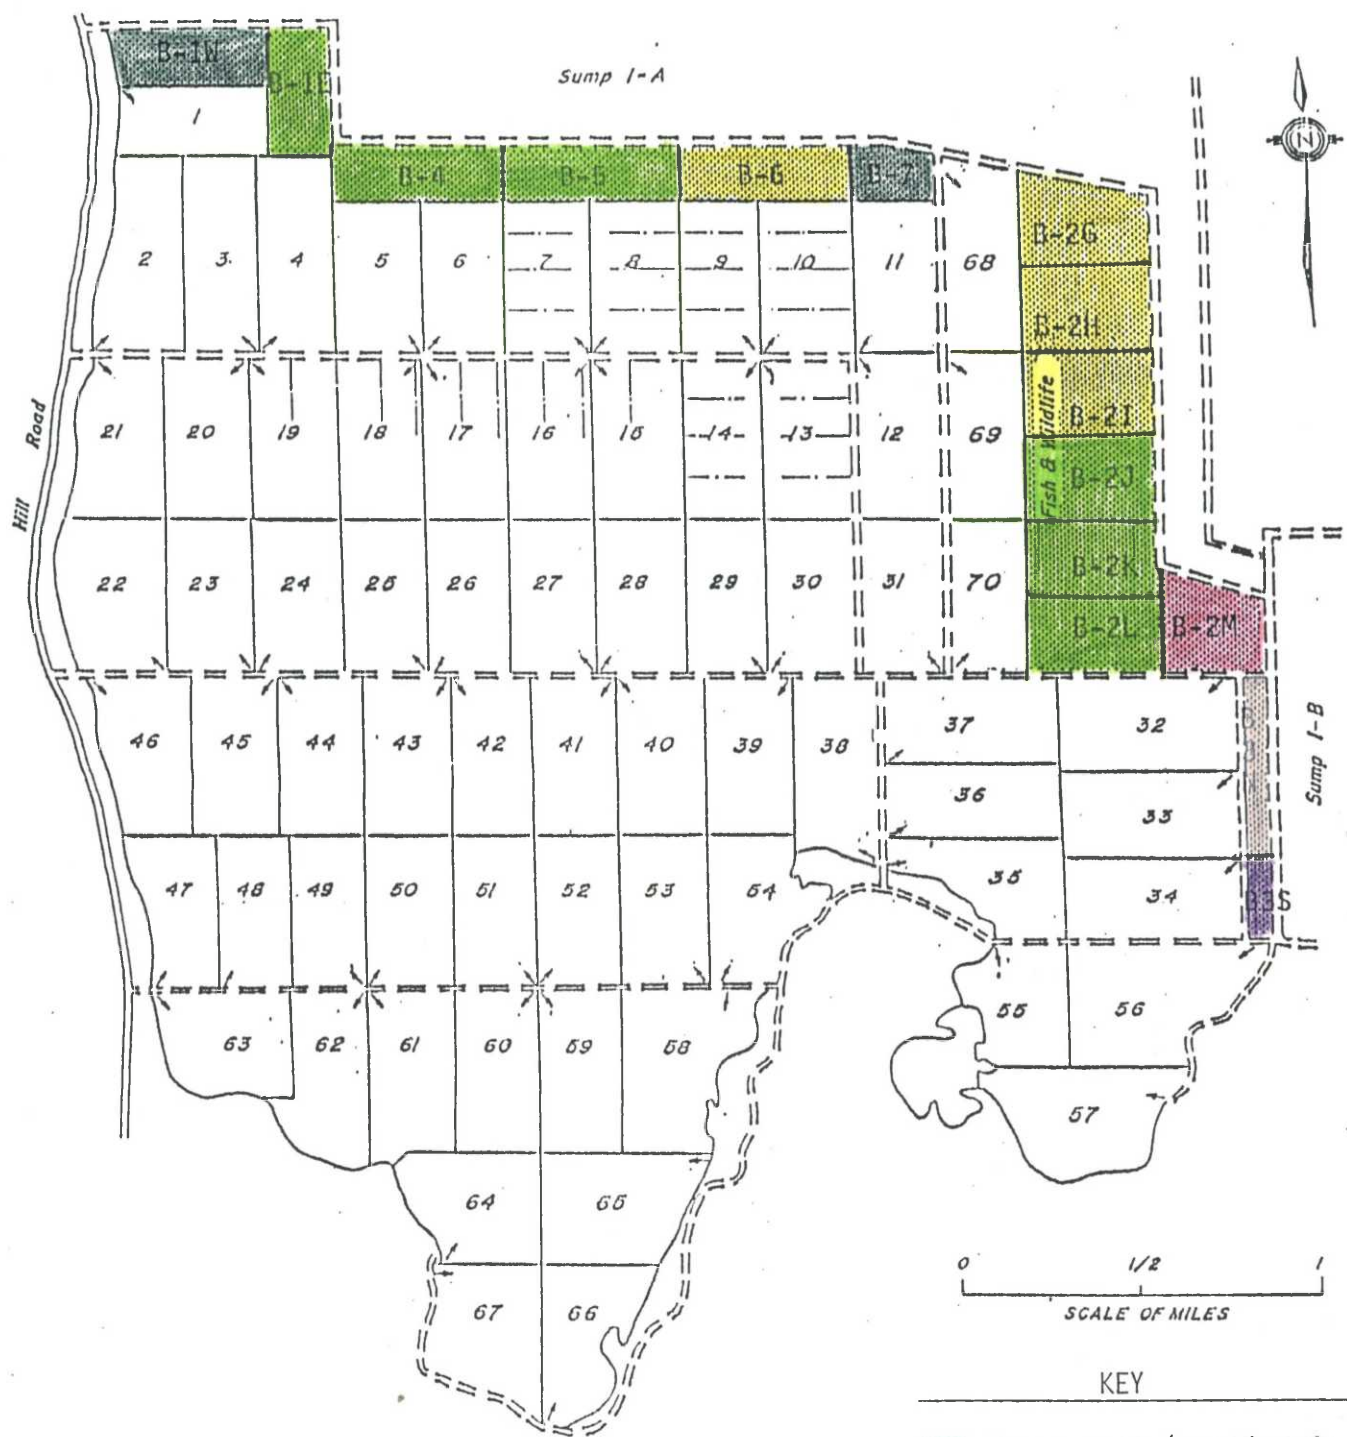 B-1W
B-1E
Sump 1-A
1
B-4 B-5 B-6 B-7
N
B-2G
2 3 4 5 6 7 8 9 10 11 68
B-2H
Fish & Wildlife
B-2I
Hill Road
21 20 19 18 17 16 15 14 13 12 69
B-2J
22 23 24 25 26 27 28 29 30 31 70
B-2K
B-2L
B-2M
46 45 44 43 42 41 40 39 38 37 32
Sump 1-B
36 33
47 48 49 50 51 52 53 54 35 34
63 62 61 60 59 58 55 56
57
64 65
67 66
0 1/2 1
SCALE OF MILES
KEY